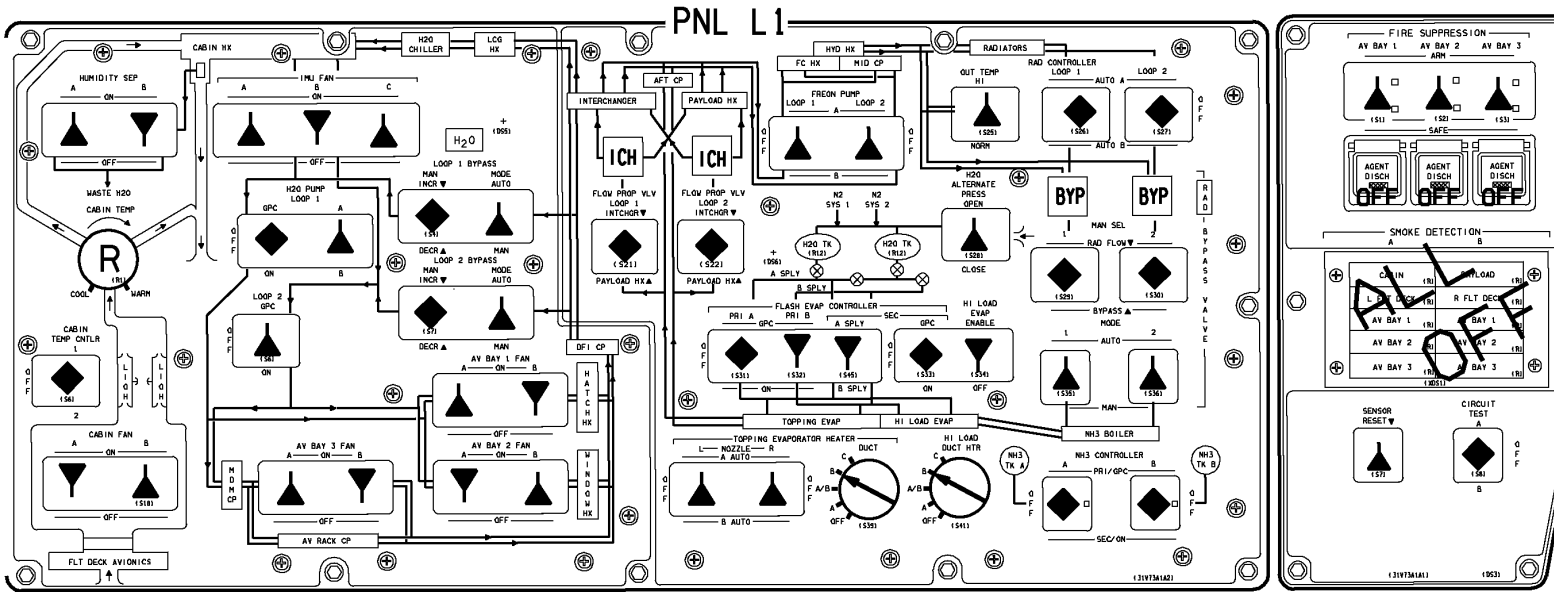 PNL L1
CABIN HX
H2O CHILLER
LCG HX
HUMIDITY SEP
A B
ON
OFF
WASTE H2O
CABIN TEMP
R
(R1)
COOL WARM
CABIN TEMP CNTLR
1
OFF
(S6)
2
LIOH LIOH
CABIN FAN
A B
ON
(S18)
OFF
FLT DECK AVIONICS
IMU FAN
A B C
ON
OFF
H2O
+
(DS5)
H2O PUMP
LOOP 1
GPC A
OFF
ON B
LOOP 2
GPC
OFF
(S6)
ON
LOOP 1 BYPASS
MAN INCR▼
MODE AUTO
(S4)
DECR▲ MAN
LOOP 2 BYPASS
MAN INCR▼
MODE AUTO
(S7)
DECR▲ MAN
AV BAY 1 FAN
A ON B
OFF
AV BAY 3 FAN
A ON B
OFF
AV BAY 2 FAN
A ON B
OFF
MDM CP
AV RACK CP
DFI CP
HATCH HX
WINDOW HX
INTERCHANGER
AFT CP
PAYLOAD HX
ICH ICH
FLOW PROP VLV
LOOP 1
INTCHGR▼
(S21)
PAYLOAD HX▲
FLOW PROP VLV
LOOP 2
INTCHGR▼
(S22)
PAYLOAD HX▲
HYD HX
FC HX MID CP
FREON PUMP
LOOP 1 LOOP 2
A
OFF OFF
B
N2 SYS 1
N2 SYS 2
H2O TK (R12)
H2O TK (R12)
+
(DS6)
A SPLY
B SPLY
RADIATORS
OUT TEMP
HI
(S25)
NORM
H2O ALTERNATE PRESS
OPEN
(S28)
CLOSE
RAD CONTROLLER
LOOP 1 LOOP 2
AUTO A
(S26) (S27)
OFF
AUTO B
BYP BYP
MAN SEL
1 2
RAD FLOW▼
(S29) (S30)
BYPASS▲
MODE
1 2
AUTO
(S35) (S36)
MAN
RAD BYPASS VALVE
FLASH EVAP CONTROLLER
PRI A PRI B SEC
GPC A SPLY GPC
HI LOAD EVAP ENABLE
OFF
(S31) (S32) (S45) (S33) (S34)
OFF
ON B SPLY ON OFF
TOPPING EVAP
HI LOAD EVAP
NH3 BOILER
TOPPING EVAPORATOR HEATER
L NOZZLE R
A AUTO
OFF OFF
B AUTO
DUCT
C
B
A/B
A
OFF
(S39)
HI LOAD DUCT HTR
C
B
A/B
A
OFF
(S41)
NH3 TK A
NH3 CONTROLLER
A B
PRI/GPC
OFF OFF
SEC/ON
NH3 TK B
(31V73A1A2)
FIRE SUPPRESSION
AV BAY 1 AV BAY 2 AV BAY 3
ARM
(S1) (S2) (S3)
SAFE
AGENT DISCH AGENT DISCH AGENT DISCH
OFF OFF OFF
SMOKE DETECTION
A B
CABIN (R) PAYLOAD (R)
L FLT DECK (R) R FLT DECK (R)
AV BAY 1 (R) AV BAY 1 (R)
AV BAY 2 (R) AV BAY 2 (R)
AV BAY 3 (R) AV BAY 3 (R)
(XDS1)
ALL OFF
SENSOR RESET▼
(S7)
CIRCUIT TEST
A
(S8)
OFF
B
(31V73A1A1)
(DS3)